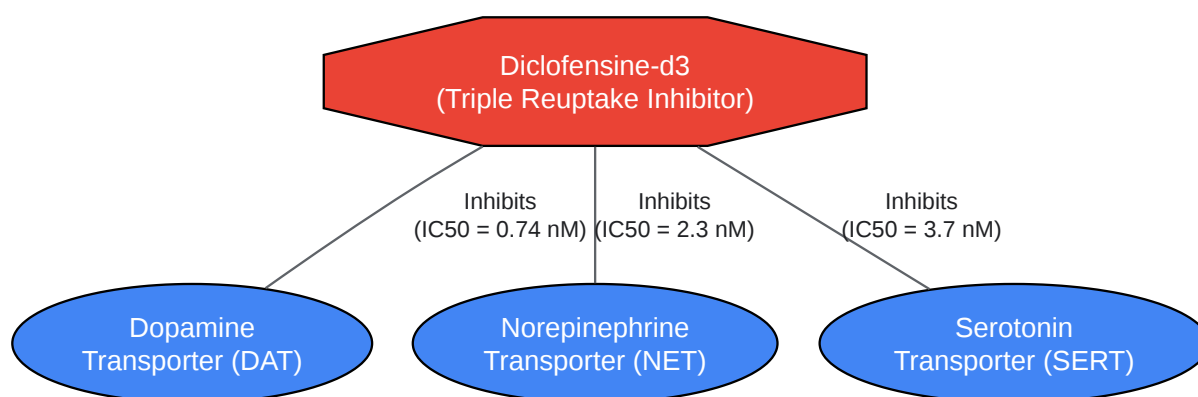 Diclofensine-d3
(Triple Reuptake Inhibitor)
Inhibits
(IC50 = 0.74 nM)
Inhibits
(IC50 = 2.3 nM)
Inhibits
(IC50 = 3.7 nM)
Dopamine
Transporter (DAT)
Norepinephrine
Transporter (NET)
Serotonin
Transporter (SERT)